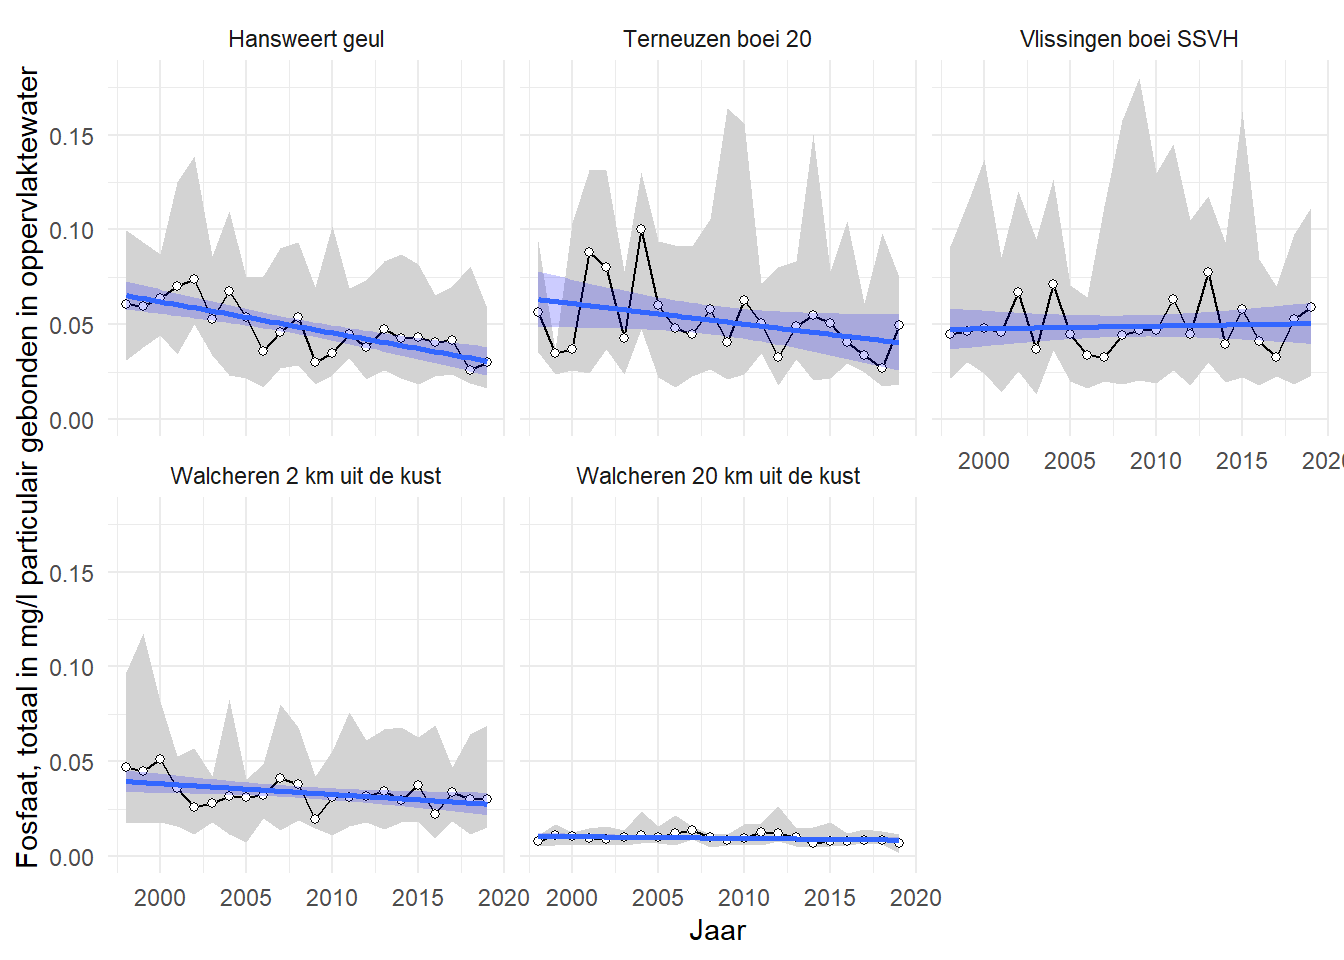 Hansweert geul
Terneuzen boei 20
Vlissingen boei SSVH
Fosfaat, totaal in mg/l particulair gebonden in oppervlaktewater
0.15
0.10
0.05
0.00
2000 2005 2010 2015 2020
Walcheren 2 km uit de kust
Walcheren 20 km uit de kust
0.15
0.10
0.05
0.00
2000 2005 2010 2015 2020
2000 2005 2010 2015 2020
Jaar